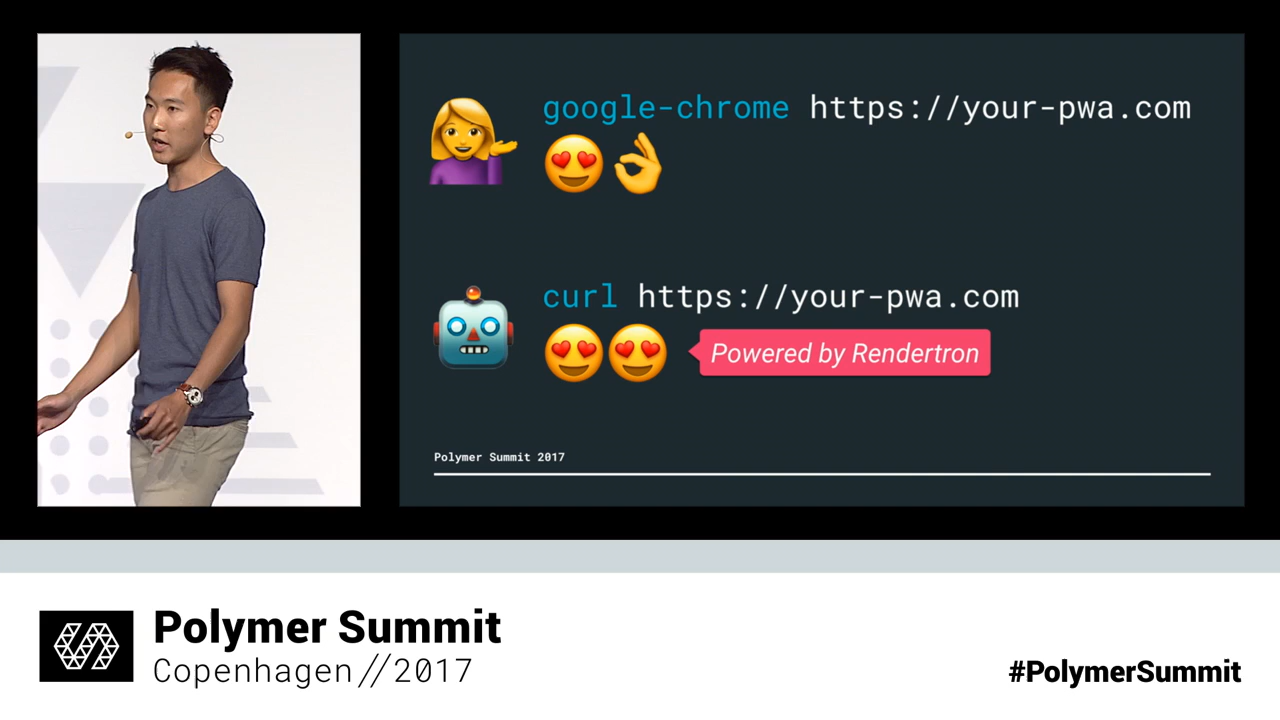 google-chrome https://your-pwa.com
curl https://your-pwa.com
Powered by Rendertron
Polymer Summit 2017
Polymer Summit
Copenhagen//2017
#PolymerSummit